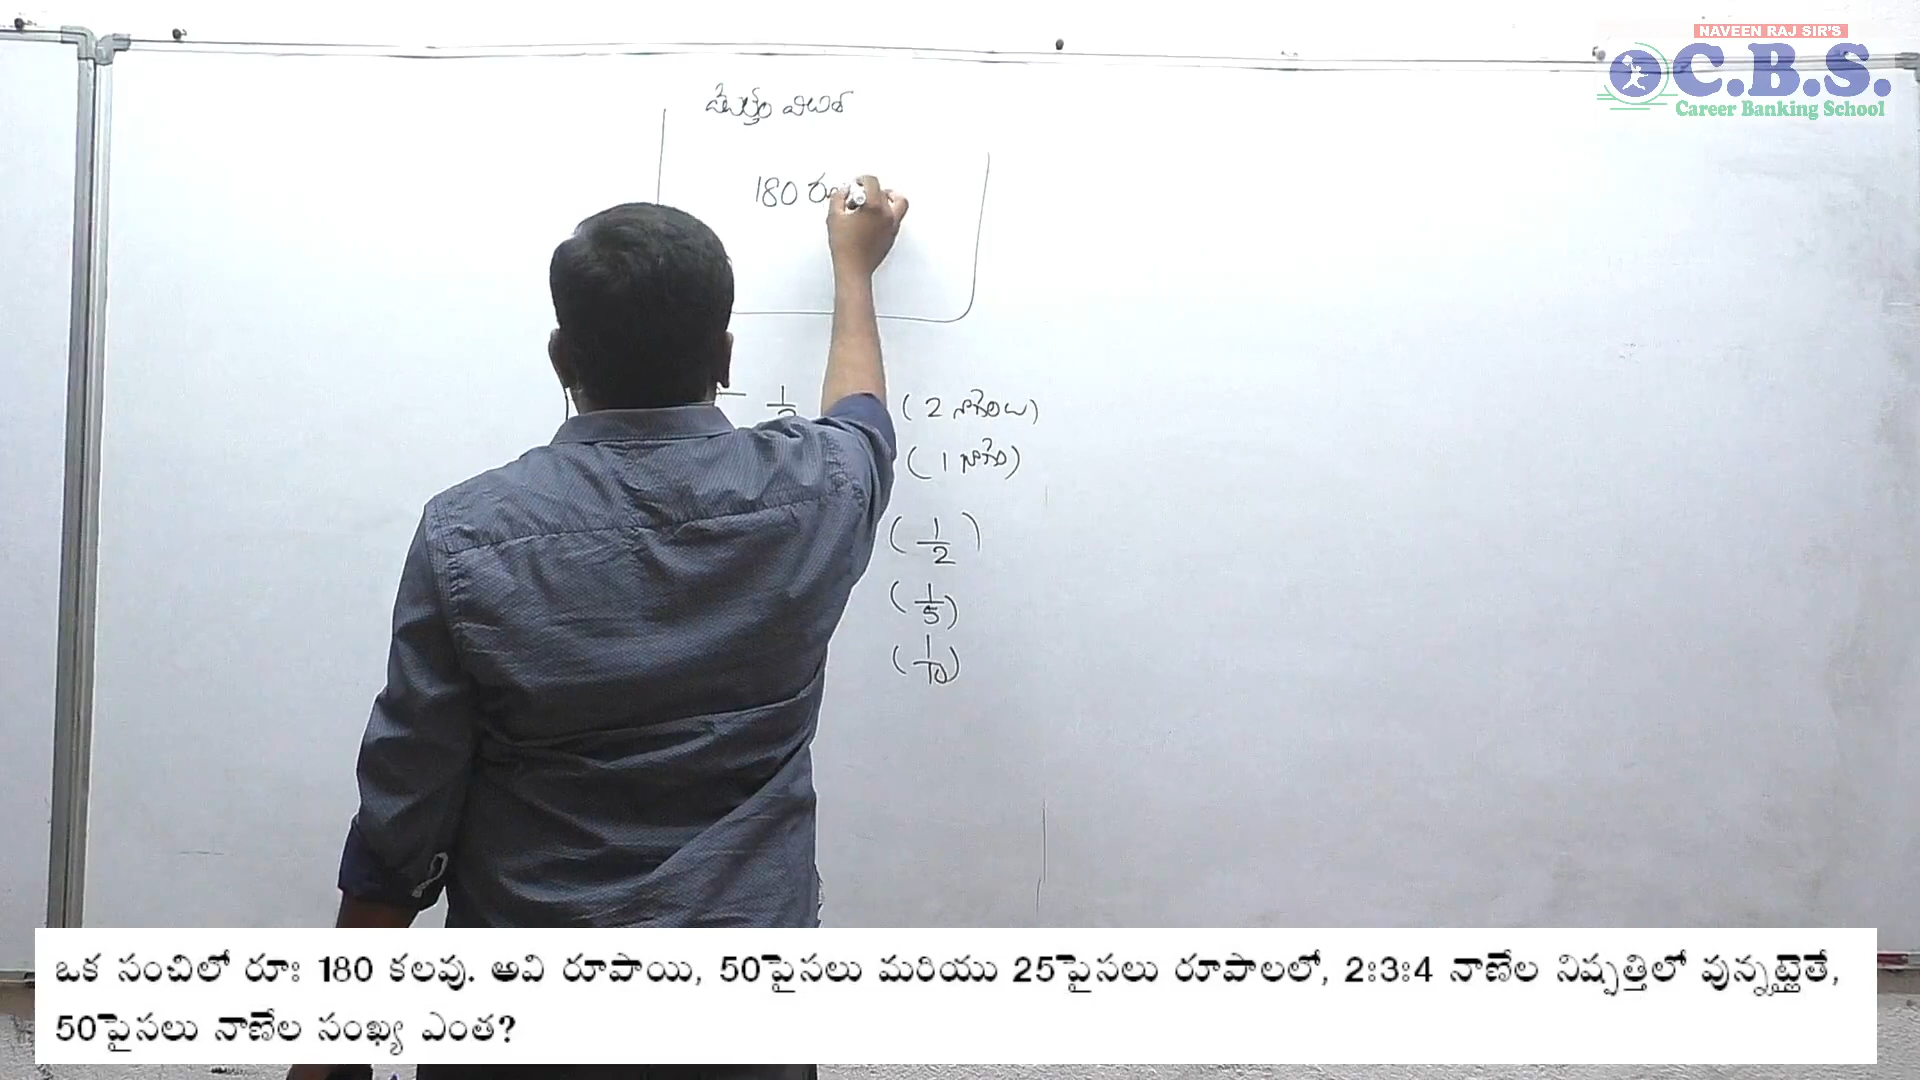 NAVEEN RAJ SIR'S
C.B.S.
Career Banking School
మొత్తం విలువ
180 రూ
1
(2 నాణేలు)
(1 నాణెం)
(1/2)
(1/5)
(1/10)
ఒక సంచిలో రూః 180 కలవు. అవి రూపాయి, 50పైసలు మరియు 25పైసలు రూపాలలో, 2ః3ః4 నాణేల నిష్పత్తిలో వున్నట్లైతే,
50పైసలు నాణేల సంఖ్య ఎంత?